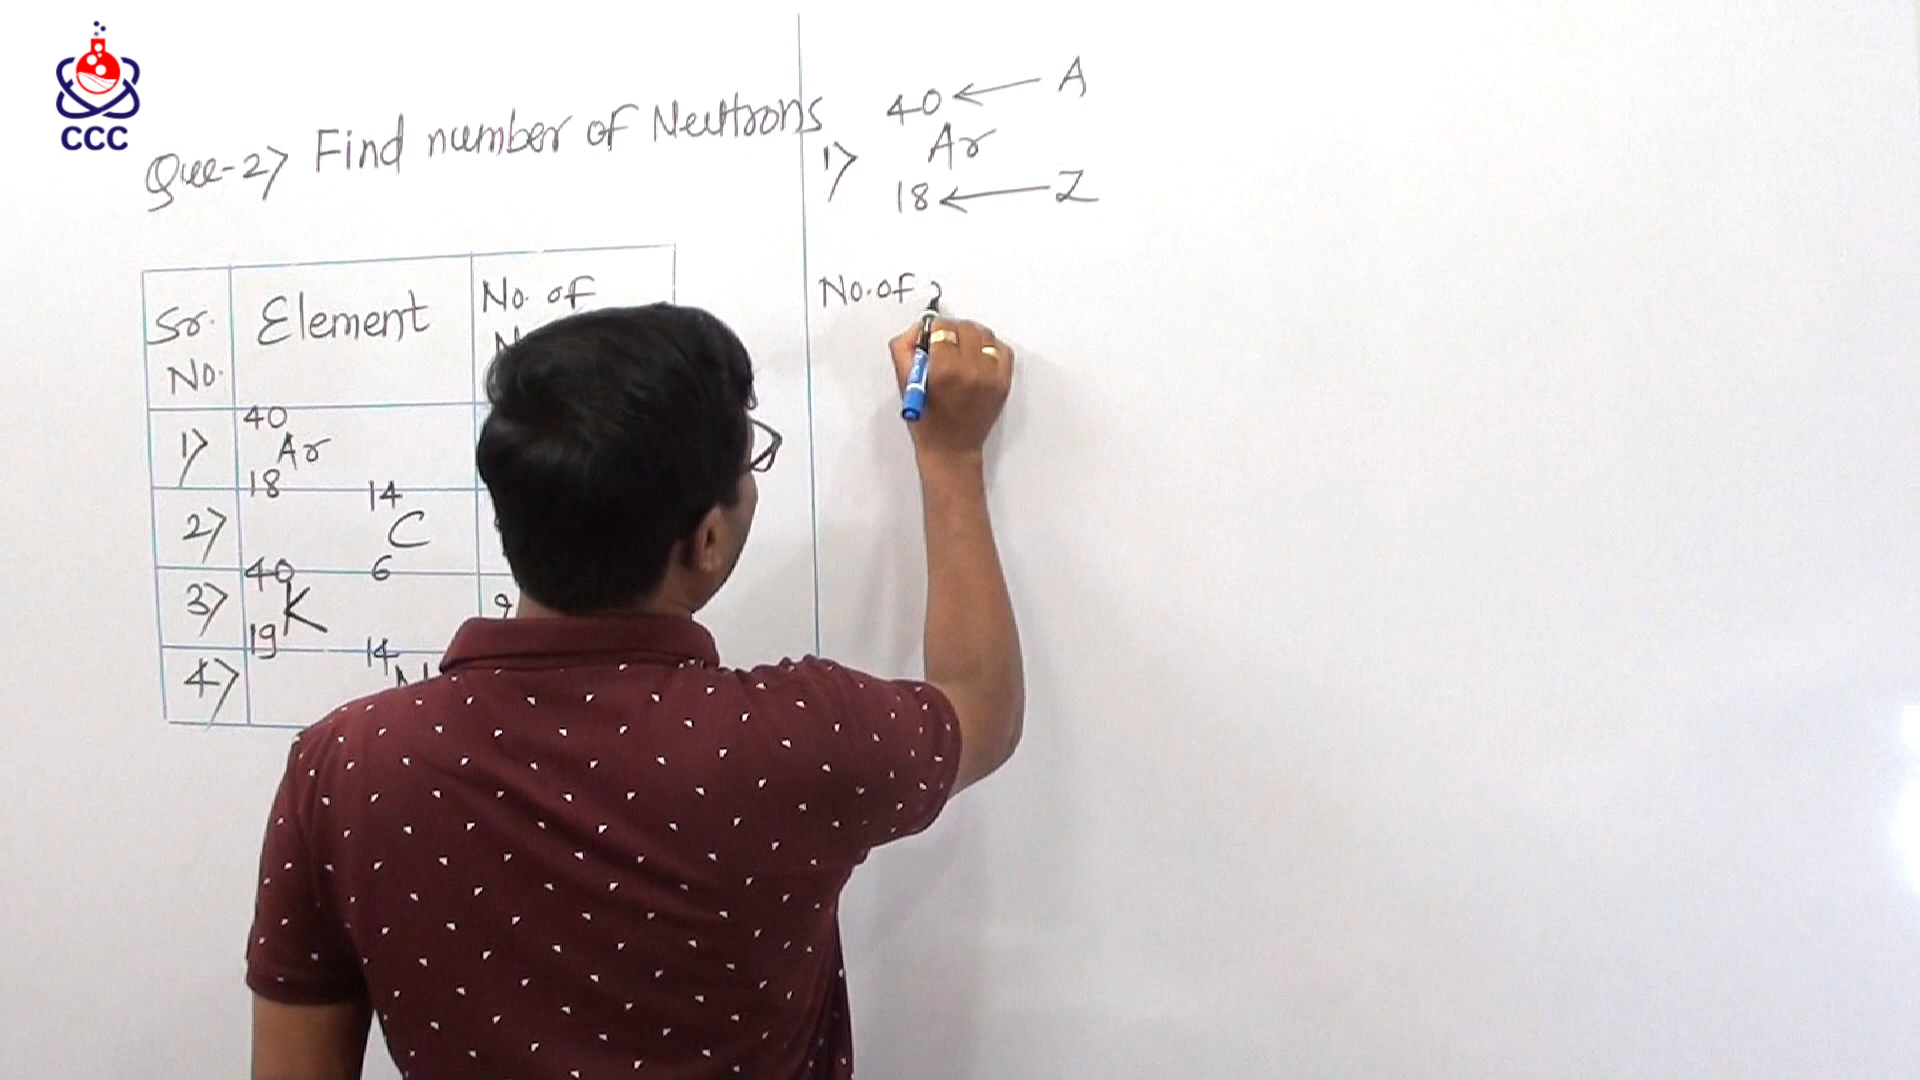 CCC
Que-2) Find number of Neutrons
Sr. No.
Element
No. of
1)
40
Ar
18
2)
14
C
6
3)
40
K
19
9
4)
14
N
1)
40 ← A
Ar
18 ← Z
No. of